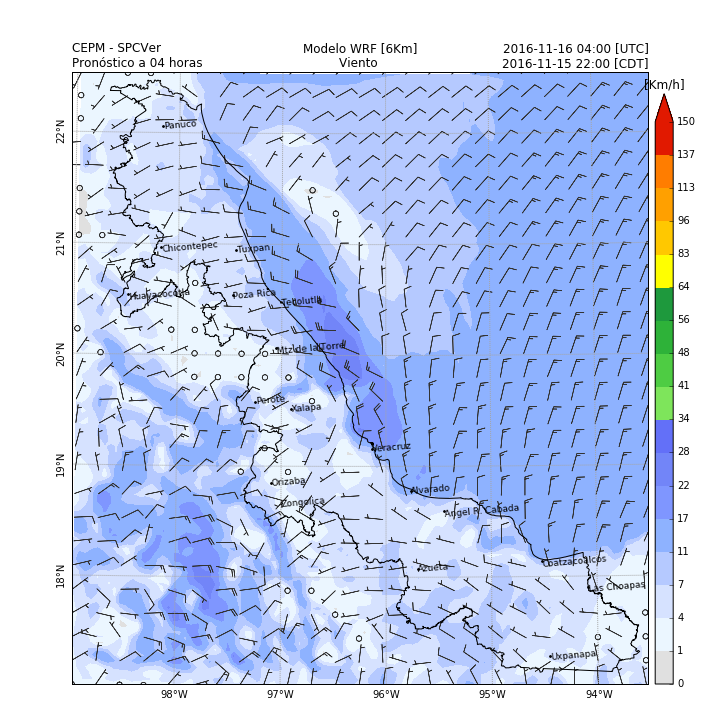 CEPM - SPCVer Modelo WRF [6Km] 2016-11-16 04:00 [UTC]
Pronóstico a 04 horas Viento 2016-11-15 22:00 [CDT]
[Km/h]
150
137
113
96
83
64
56
48
41
34
28
22
17
11
7
4
1
0
22°N
21°N
20°N
19°N
18°N
Panuco
Chicontepec
Tuxpan
Huayacocotla
Poza Rica
Tecolutla
Mtz de la Torre
Perote
Xalapa
Veracruz
Orizaba
Alvarado
Zongolica
Angel R. Cabada
Azueta
Coatzacoalcos
Las Choapas
Uxpanapa
98°W 97°W 96°W 95°W 94°W